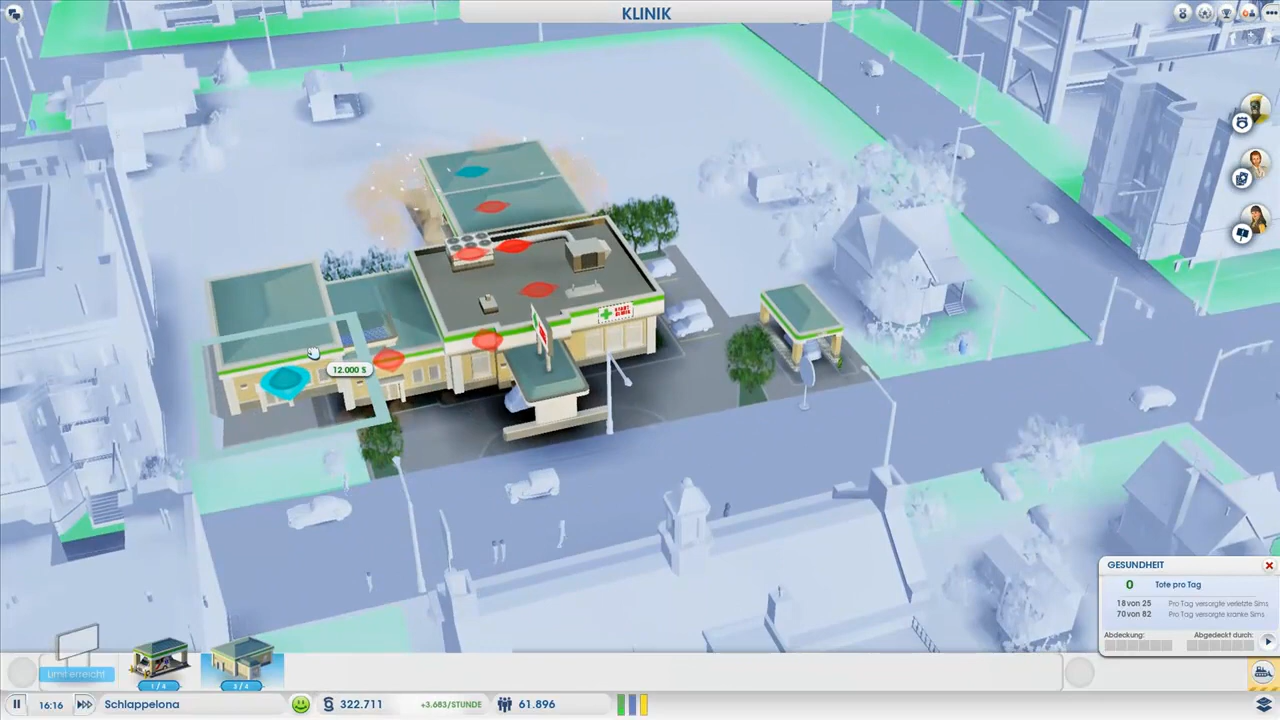 KLINIK
12.000 $
GESUNDHEIT
0 Tote pro Tag
18 von 25 Pro Tag versorgte verletzte Sims
70 von 82 Pro Tag versorgte kranke Sims
Abdeckung: Abgedeckt durch:
Limit erreicht
1 / 4
3 / 4
16:16
Schlappelona
322.711
+3.683/STUNDE
61.896